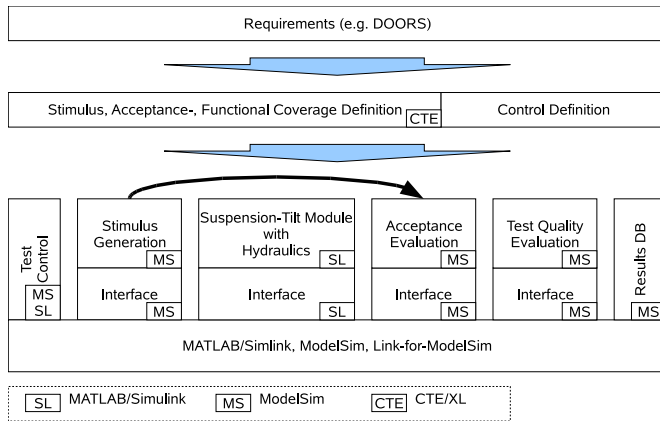 Requirements (e.g. DOORS)
Stimulus, Acceptance-, Functional Coverage Definition
CTE
Control Definition
Test
Control
MS
SL
Stimulus
Generation
MS
Interface
MS
Suspension-Tilt Module
with
Hydraulics
SL
Interface
SL
Acceptance
Evaluation
MS
Interface
MS
Test Quality
Evaluation
MS
Interface
MS
Results DB
MS
MATLAB/Simlink, ModelSim, Link-for-ModelSim
SL MATLAB/Simulink MS ModelSim CTE CTE/XL